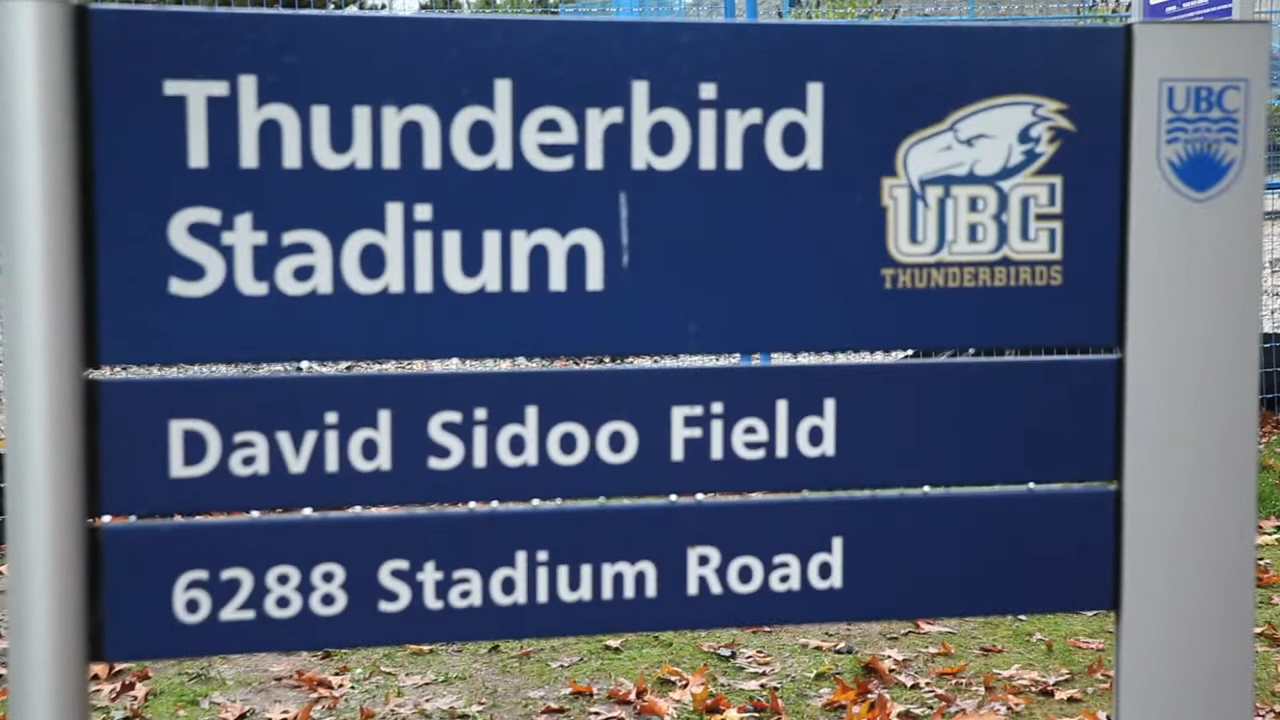 Thunderbird
Stadium
UBC
THUNDERBIRDS
UBC
David Sidoo Field
6288 Stadium Road